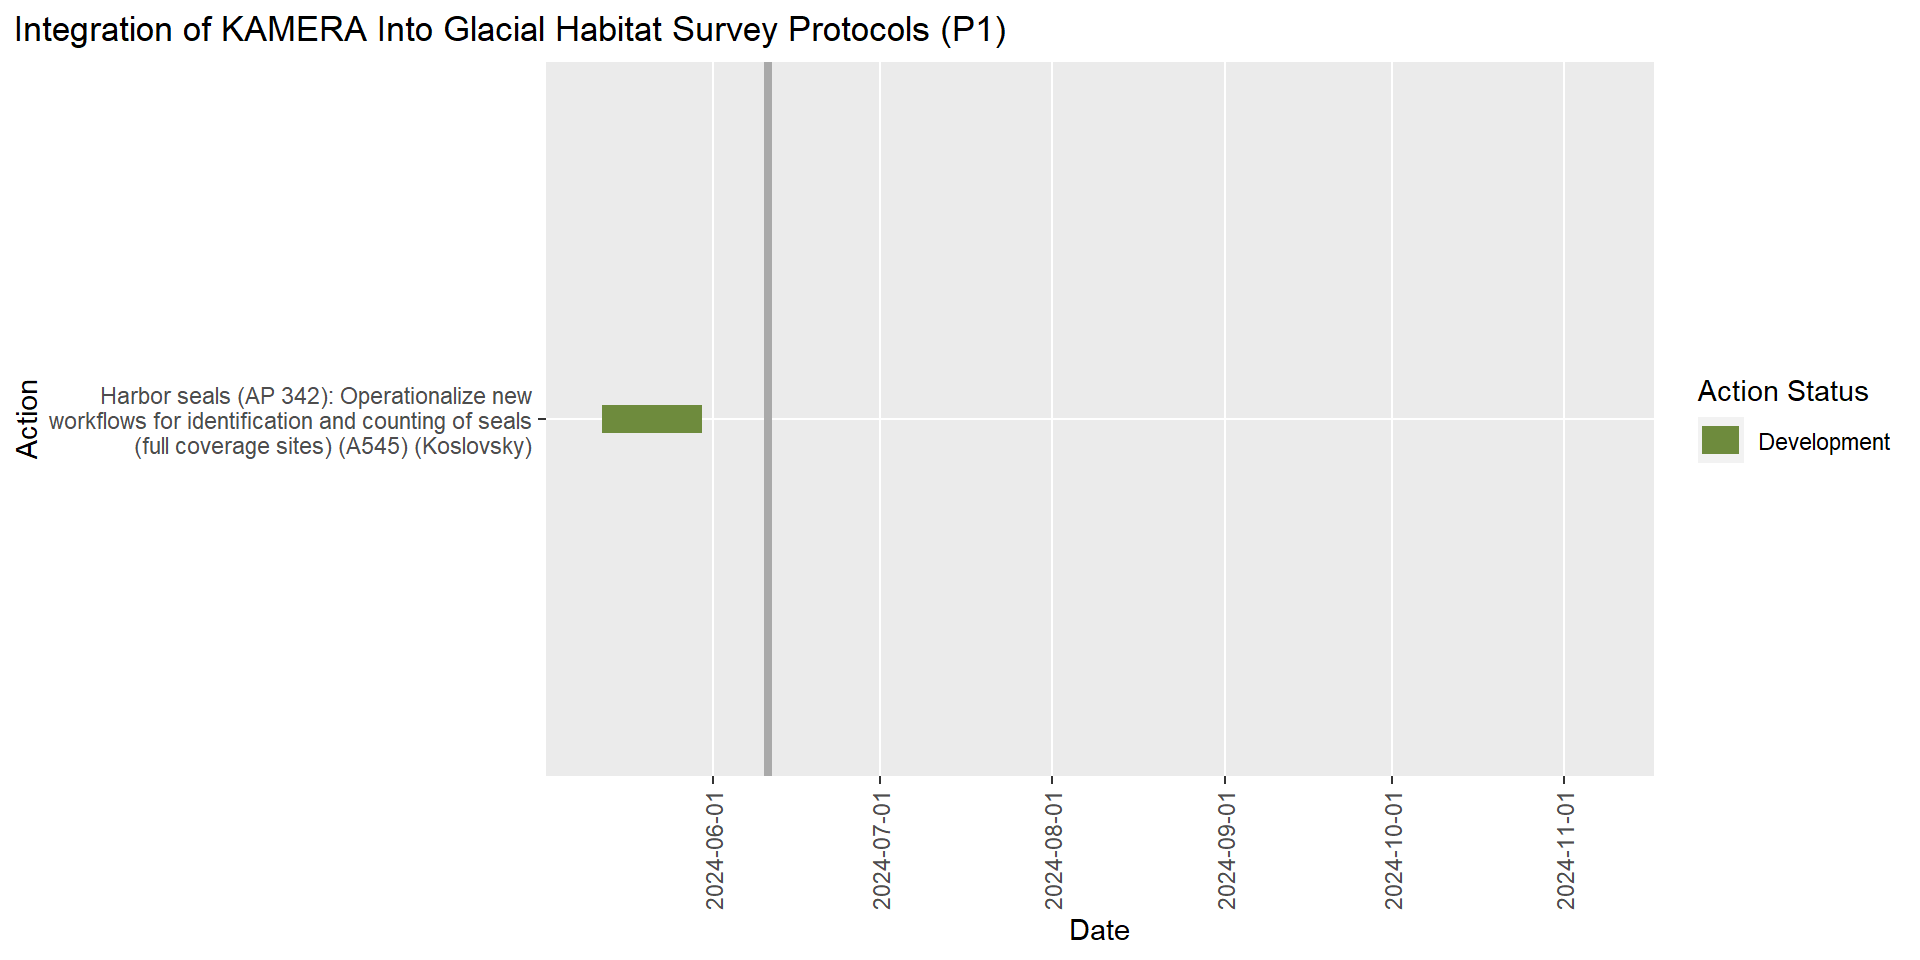 Integration of KAMERA Into Glacial Habitat Survey Protocols (P1)
Action
Harbor seals (AP 342): Operationalize new
workflows for identification and counting of seals
(full coverage sites) (A545) (Koslovsky)
2024-06-01
2024-07-01
2024-08-01
2024-09-01
2024-10-01
2024-11-01
Date
Action Status
Development